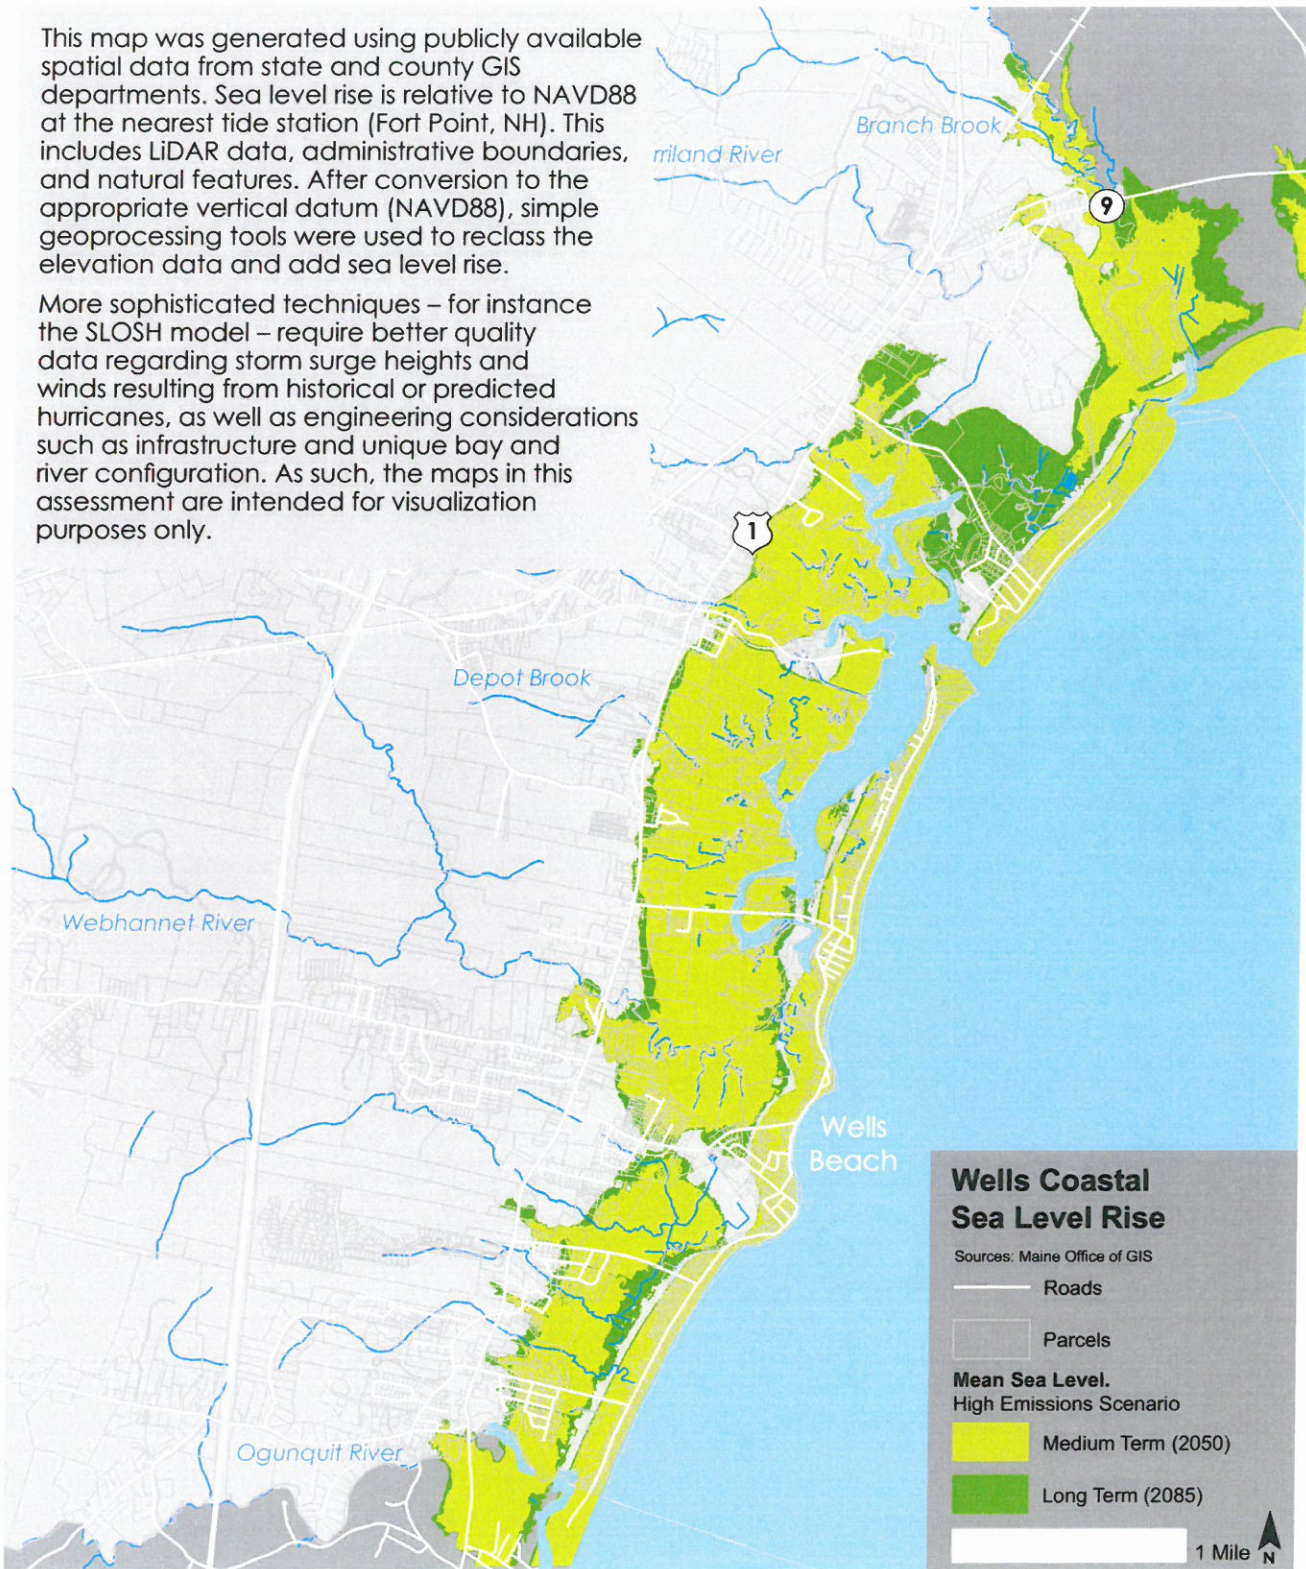 This map was generated using publicly available
spatial data from state and county GIS
departments. Sea level rise is relative to NAVD88
at the nearest tide station (Fort Point, NH). This
includes LiDAR data, administrative boundaries,
and natural features. After conversion to the
appropriate vertical datum (NAVD88), simple
geoprocessing tools were used to reclass the
elevation data and add sea level rise.
More sophisticated techniques – for instance
the SLOSH model – require better quality
data regarding storm surge heights and
winds resulting from historical or predicted
hurricanes, as well as engineering considerations
such as infrastructure and unique bay and
river configuration. As such, the maps in this
assessment are intended for visualization
purposes only.
Branch Brook
rriland River
9
1
Depot Brook
Webhannet River
Wells
Beach
Ogunquit River
Wells Coastal
Sea Level Rise
Sources: Maine Office of GIS
Roads
Parcels
Mean Sea Level.
High Emissions Scenario
Medium Term (2050)
Long Term (2085)
1 Mile
N